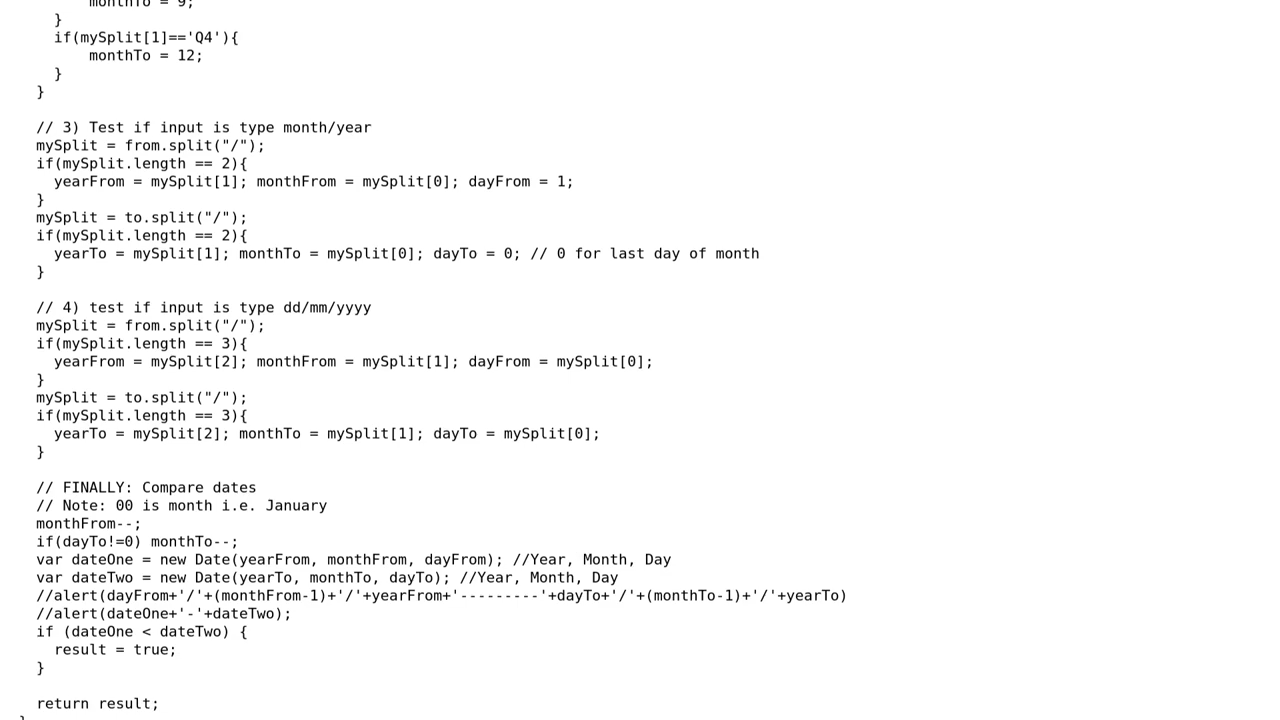 monthTo = 9;
}
if(mySplit[1]=='Q4'){
monthTo = 12;
}
}
// 3) Test if input is type month/year
mySplit = from.split("/");
if(mySplit.length == 2){
yearFrom = mySplit[1]; monthFrom = mySplit[0]; dayFrom = 1;
}
mySplit = to.split("/");
if(mySplit.length == 2){
yearTo = mySplit[1]; monthTo = mySplit[0]; dayTo = 0; // 0 for last day of month
}
// 4) test if input is type dd/mm/yyyy
mySplit = from.split("/");
if(mySplit.length == 3){
yearFrom = mySplit[2]; monthFrom = mySplit[1]; dayFrom = mySplit[0];
}
mySplit = to.split("/");
if(mySplit.length == 3){
yearTo = mySplit[2]; monthTo = mySplit[1]; dayTo = mySplit[0];
}
// FINALLY: Compare dates
// Note: 00 is month i.e. January
monthFrom--;
if(dayTo!=0) monthTo--;
var dateOne = new Date(yearFrom, monthFrom, dayFrom); //Year, Month, Day
var dateTwo = new Date(yearTo, monthTo, dayTo); //Year, Month, Day
//alert(dayFrom+'/'+(monthFrom-1)+'/'+yearFrom+'---------'+dayTo+'/'+(monthTo-1)+'/'+yearTo)
//alert(dateOne+'-'+dateTwo);
if (dateOne < dateTwo) {
result = true;
}
return result;
}